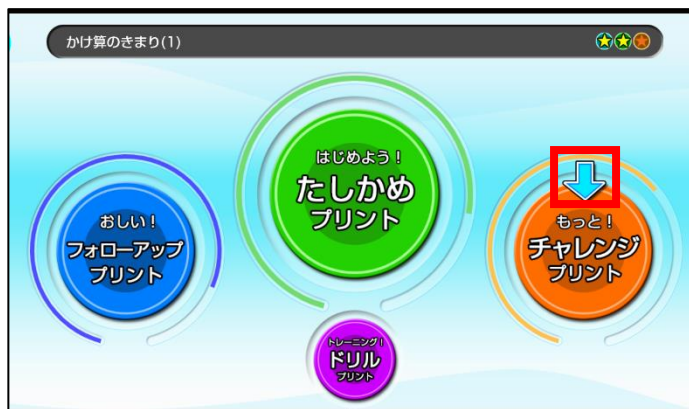 かけ算のきまり(1)
はじめよう!
たしかめ
プリント
おしい!
フォローアップ
プリント
もっと!
チャレンジ
プリント
トレーニング!
ドリル
プリント